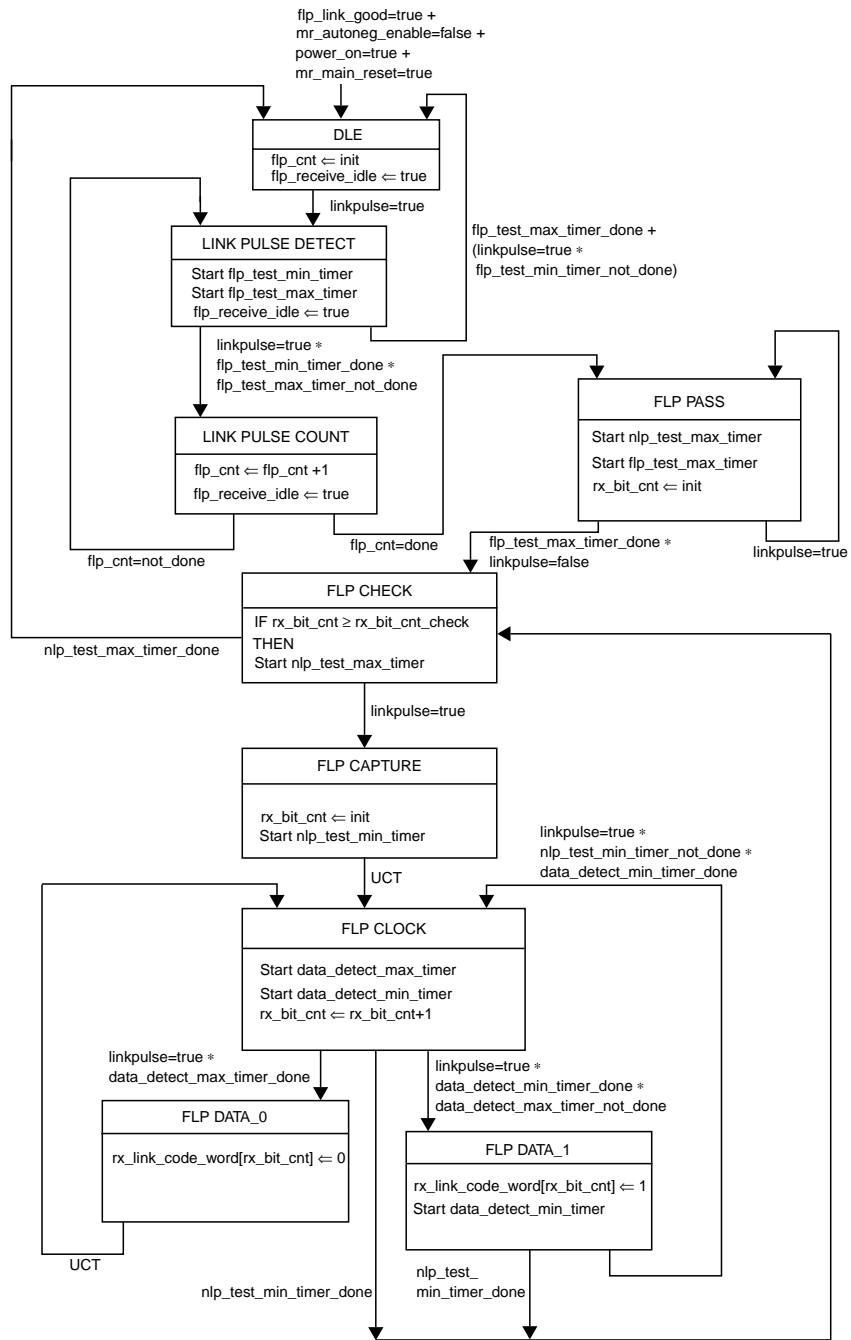 flp_link_good=true +
mr_autoneg_enable=false +
power_on=true +
mr_main_reset=true
DLE
flp_cnt ⇐ init
flp_receive_idle ⇐ true
linkpulse=true
flp_test_max_timer_done +
(linkpulse=true *
flp_test_min_timer_not_done)
LINK PULSE DETECT
Start flp_test_min_timer
Start flp_test_max_timer
flp_receive_idle ⇐ true
linkpulse=true *
flp_test_min_timer_done *
flp_test_max_timer_not_done
FLP PASS
Start nlp_test_max_timer
Start flp_test_max_timer
rx_bit_cnt ⇐ init
LINK PULSE COUNT
flp_cnt ⇐ flp_cnt +1
flp_receive_idle ⇐ true
flp_cnt=not_done
flp_cnt=done
flp_test_max_timer_done *
linkpulse=false
linkpulse=true
FLP CHECK
IF rx_bit_cnt ≥ rx_bit_cnt_check
THEN
Start nlp_test_max_timer
nlp_test_max_timer_done
linkpulse=true
FLP CAPTURE
rx_bit_cnt ⇐ init
Start nlp_test_min_timer
linkpulse=true *
nlp_test_min_timer_not_done *
data_detect_min_timer_done
UCT
FLP CLOCK
Start data_detect_max_timer
Start data_detect_min_timer
rx_bit_cnt ⇐ rx_bit_cnt+1
linkpulse=true *
data_detect_max_timer_done
linkpulse=true *
data_detect_min_timer_done *
data_detect_max_timer_not_done
FLP DATA_0
rx_link_code_word[rx_bit_cnt] ⇐ 0
FLP DATA_1
rx_link_code_word[rx_bit_cnt] ⇐ 1
Start data_detect_min_timer
UCT
nlp_test_min_timer_done
nlp_test_
min_timer_done